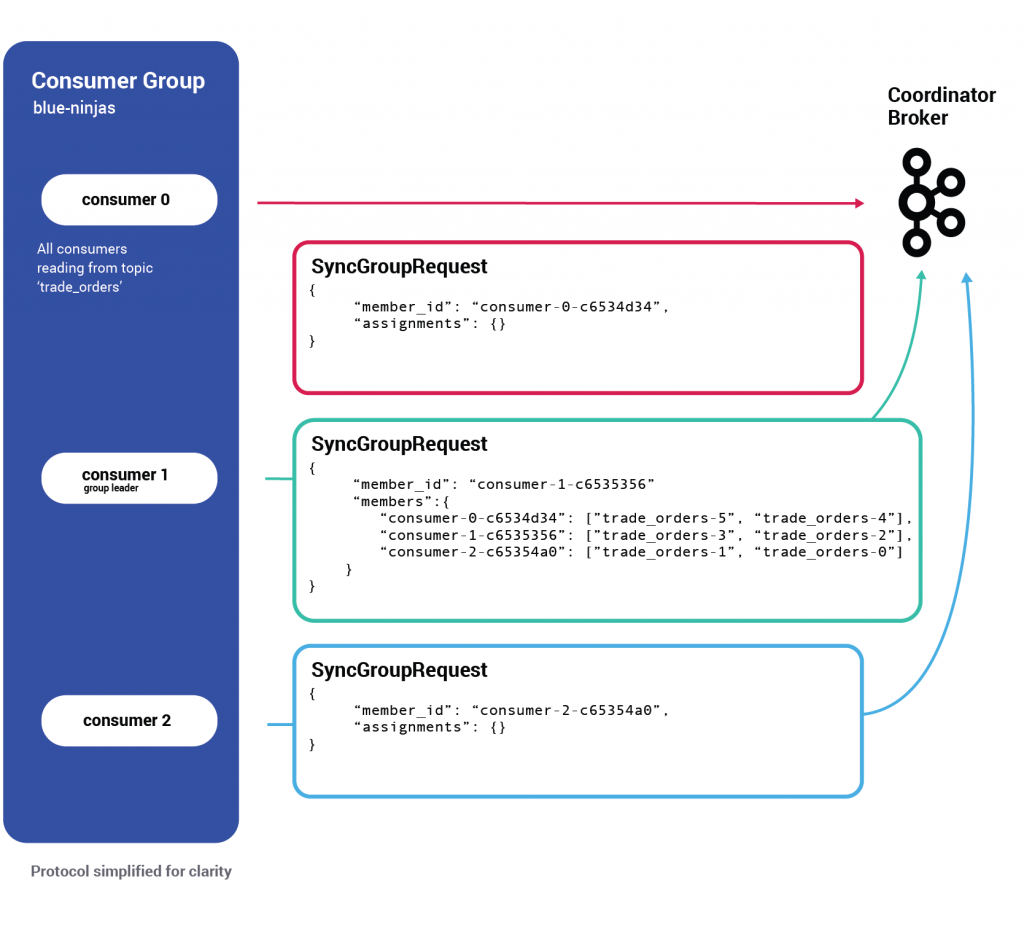 Consumer Group
blue-ninjas
consumer 0
All consumers
reading from topic
‘trade_orders’
consumer 1
group leader
consumer 2
Protocol simplified for clarity
Coordinator
Broker
SyncGroupRequest
{
“member_id”: “consumer-0-c6534d34”,
“assignments”: {}
}
SyncGroupRequest
{
“member_id”: “consumer-1-c6535356”
“members”:{
“consumer-0-c6534d34”: [”trade_orders-5”, “trade_orders-4”],
“consumer-1-c6535356”: [”trade_orders-3”, “trade_orders-2”],
“consumer-2-c65354a0”: [”trade_orders-1”, “trade_orders-0”]
}
}
SyncGroupRequest
{
“member_id”: “consumer-2-c65354a0”,
“assignments”: {}
}